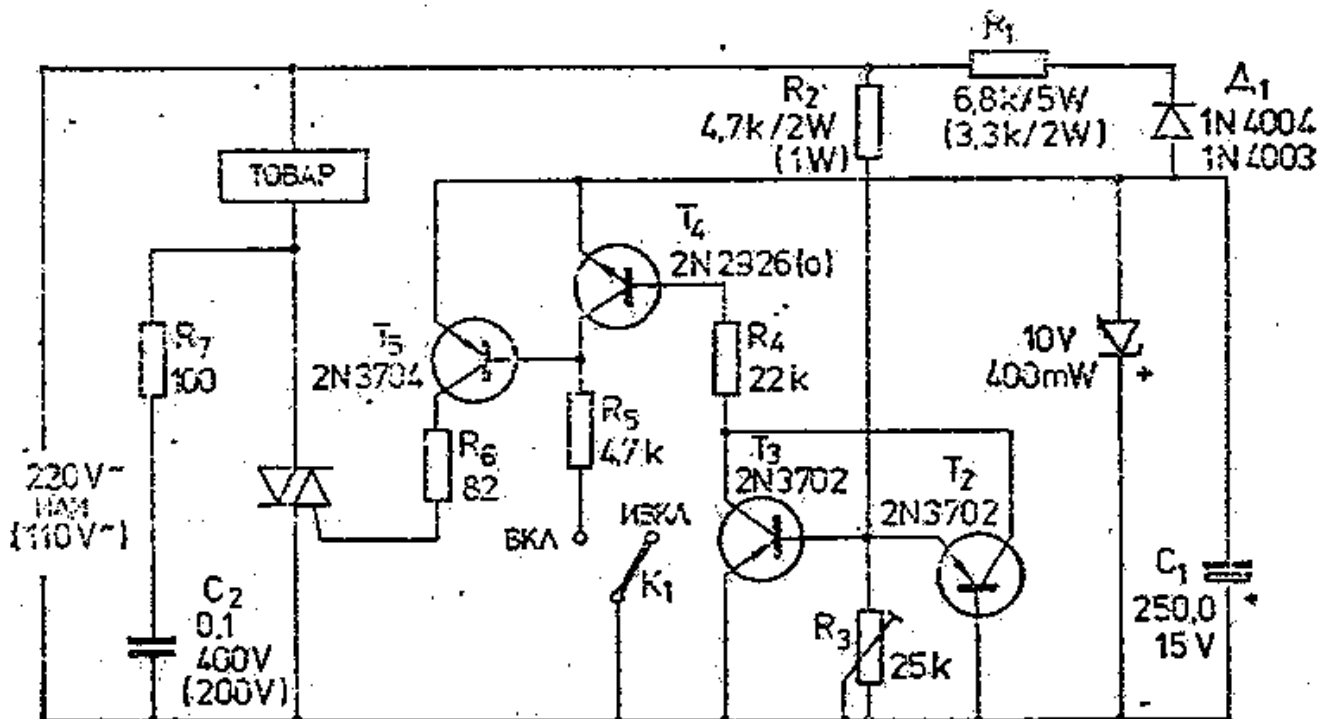 R₁
6,8k/5W
(3,3k/2W)
Д₁
1N4004
1N4003
R₂
4,7k/2W
(1W)
ТОВАР
T₄
2N2926(o)
T₅
2N3704
R₇
100
R₄
22k
10V
400mW
+
R₆
82
R₅
4,7k
T₃
2N3702
T₂
2N3702
220V~
ИЛИ
(110V~)
ВКЛ
ИЗКЛ
K₁
C₂
0,1
400V
(200V)
R₃
25k
C₁
250,0
15V
+